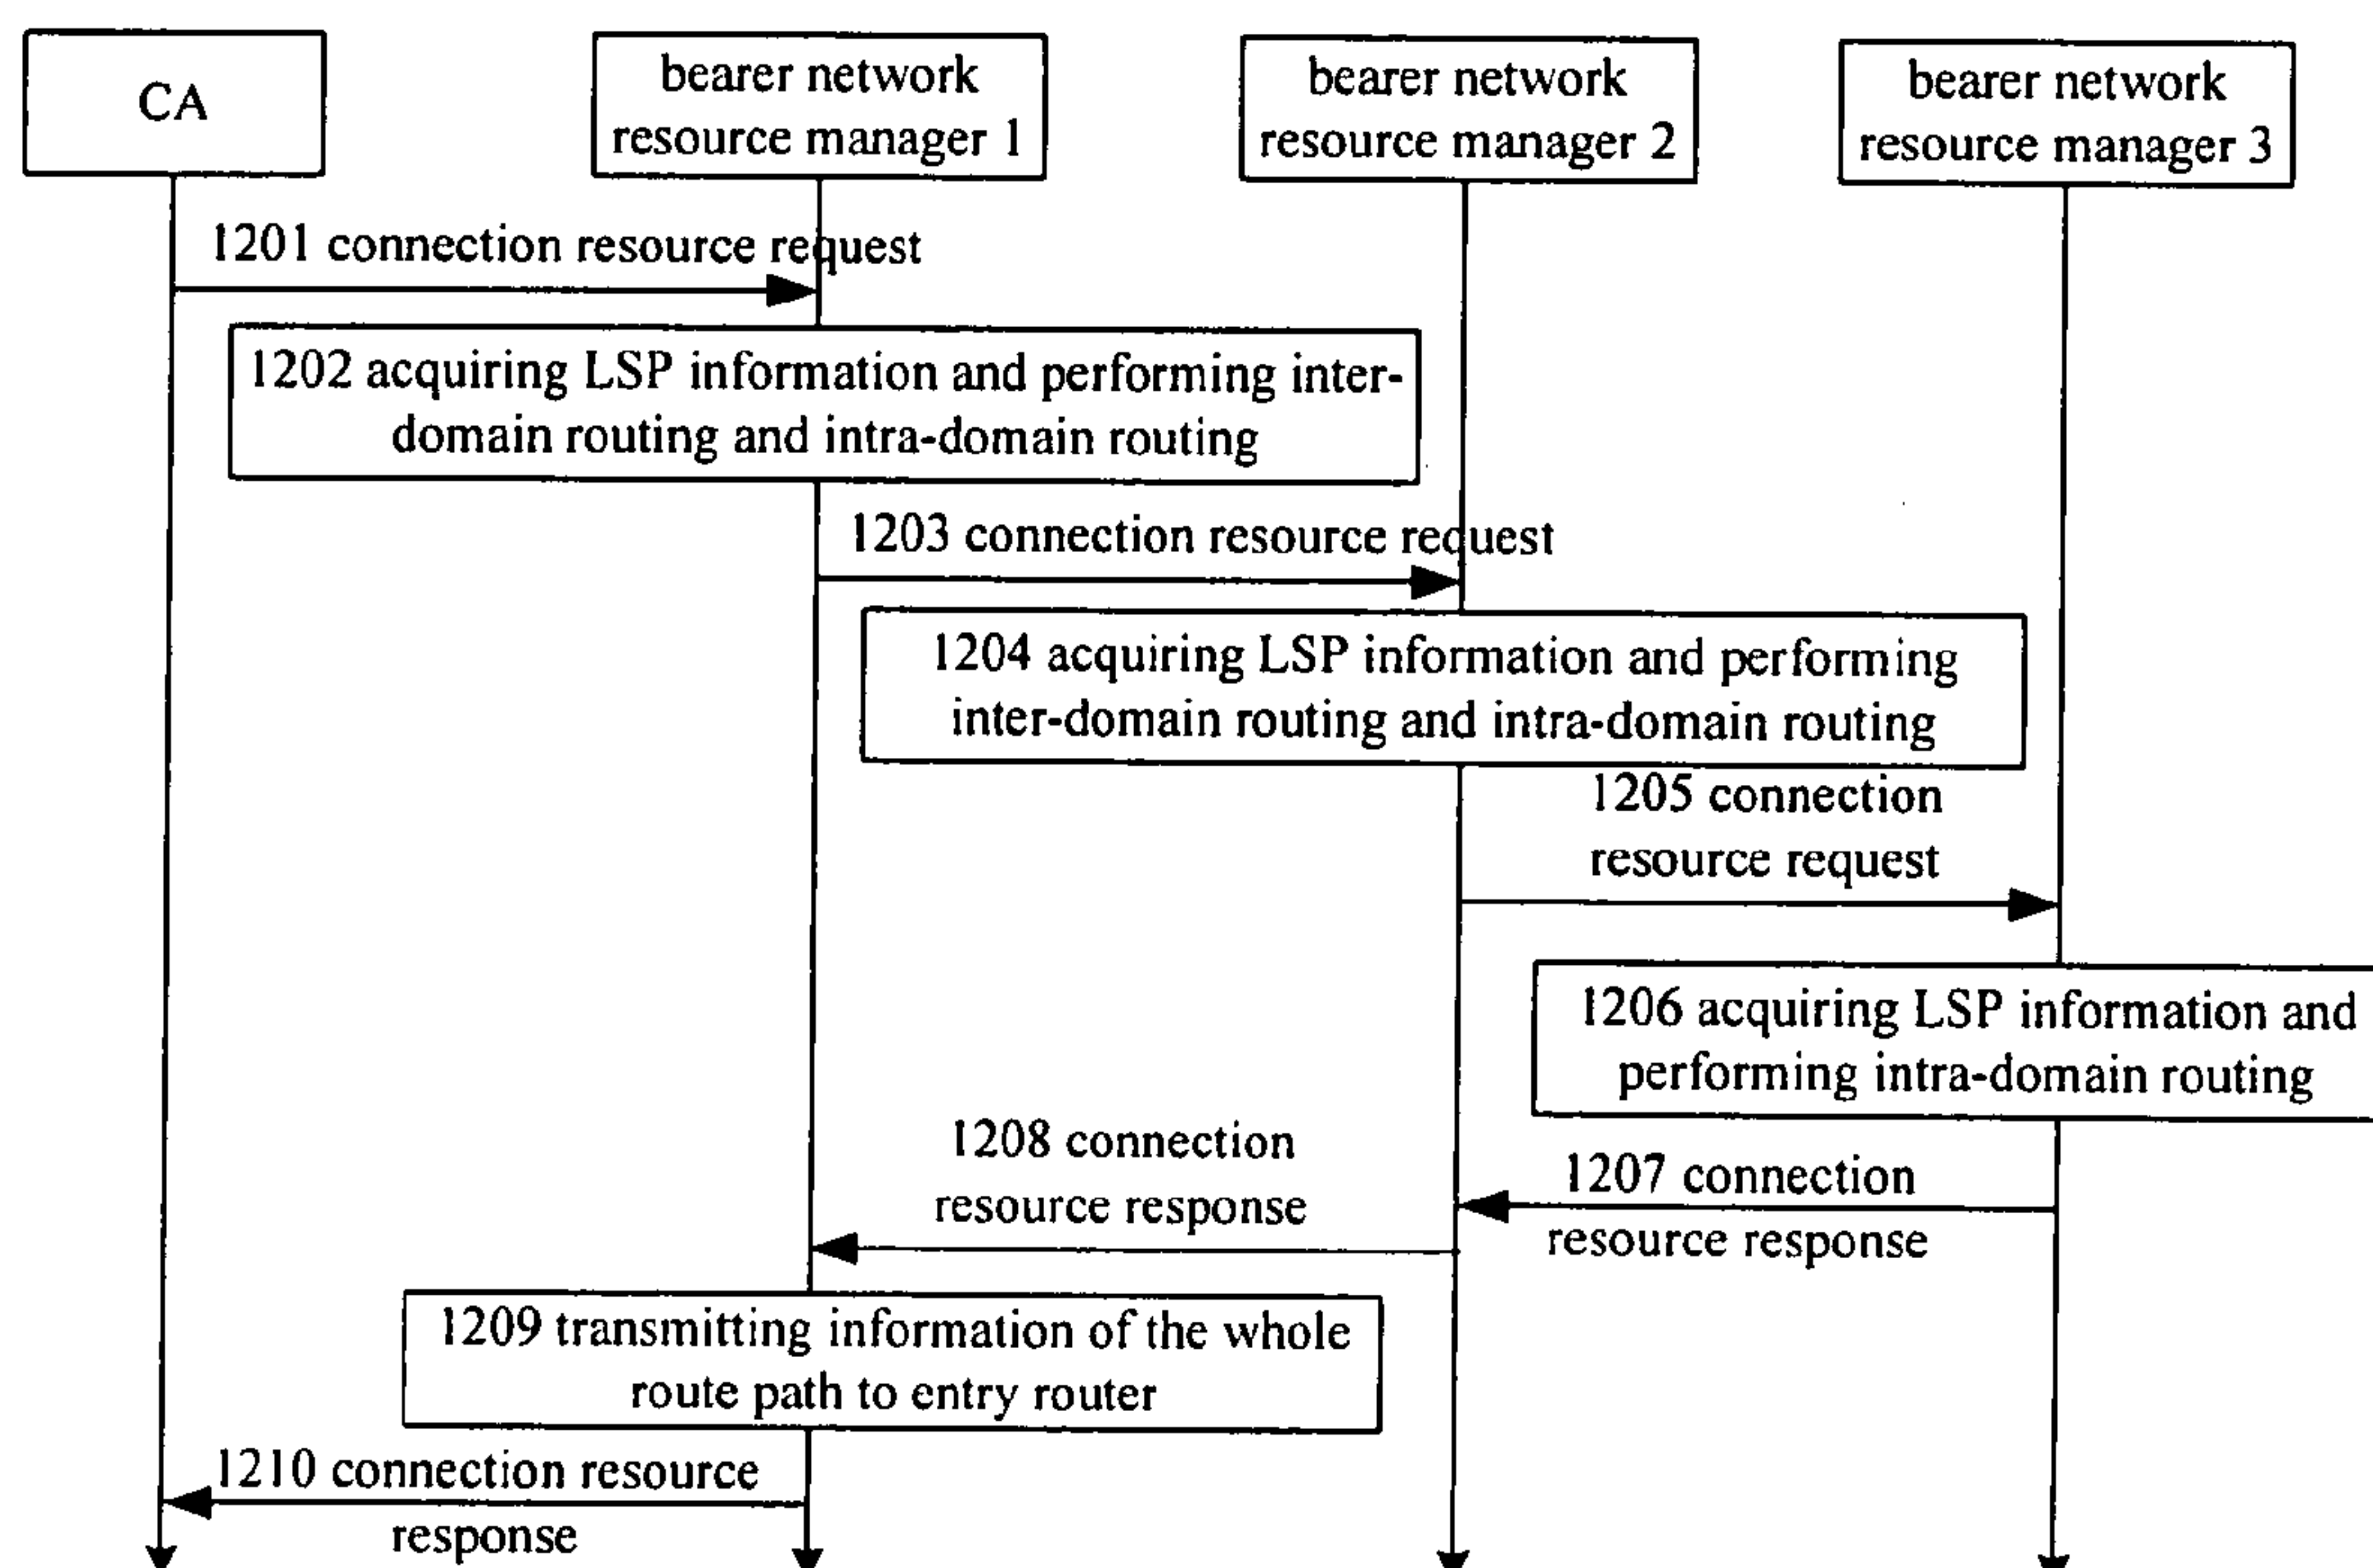 CA
bearer network
resource manager 1
bearer network
resource manager 2
bearer network
resource manager 3
1201 connection resource request
1202 acquiring LSP information and performing inter-
domain routing and intra-domain routing
1203 connection resource request
1204 acquiring LSP information and performing
inter-domain routing and intra-domain routing
1205 connection
resource request
1206 acquiring LSP information and
performing intra-domain routing
1207 connection
resource response
1208 connection
resource response
1209 transmitting information of the whole
route path to entry router
1210 connection resource
response